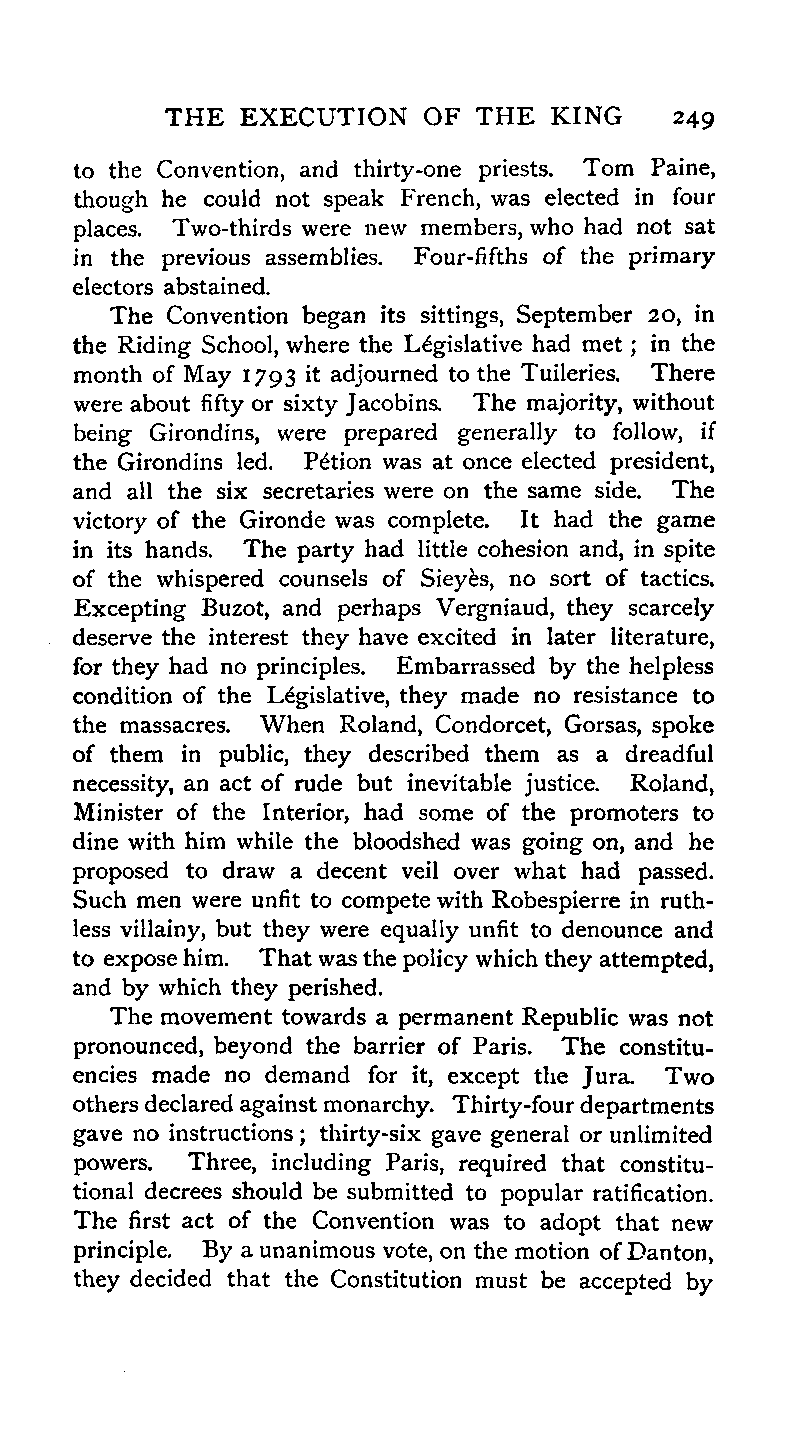 THE EXECUTION OF THE KING 249
to the Convention, and thirty-one priests. Tom Paine,
though he could not speak French, was elected in four
places. Two-thirds were new members, who had not sat
in the previous assemblies. Four-fifths of the primary
electors abstained.
The Convention began its sittings, September 20, in
the Riding School, where the Législative had met ; in the
month of May 1793 it adjourned to the Tuileries. There
were about fifty or sixty Jacobins. The majority, without
being Girondins, were prepared generally to follow, if
the Girondins led. Pétion was at once elected president,
and all the six secretaries were on the same side. The
victory of the Gironde was complete. It had the game
in its hands. The party had little cohesion and, in spite
of the whispered counsels of Sieyès, no sort of tactics.
Excepting Buzot, and perhaps Vergniaud, they scarcely
deserve the interest they have excited in later literature,
for they had no principles. Embarrassed by the helpless
condition of the Législative, they made no resistance to
the massacres. When Roland, Condorcet, Gorsas, spoke
of them in public, they described them as a dreadful
necessity, an act of rude but inevitable justice. Roland,
Minister of the Interior, had some of the promoters to
dine with him while the bloodshed was going on, and he
proposed to draw a decent veil over what had passed.
Such men were unfit to compete with Robespierre in ruth-
less villainy, but they were equally unfit to denounce and
to expose him. That was the policy which they attempted,
and by which they perished.
The movement towards a permanent Republic was not
pronounced, beyond the barrier of Paris. The constitu-
encies made no demand for it, except the Jura. Two
others declared against monarchy. Thirty-four departments
gave no instructions ; thirty-six gave general or unlimited
powers. Three, including Paris, required that constitu-
tional decrees should be submitted to popular ratification.
The first act of the Convention was to adopt that new
principle. By a unanimous vote, on the motion of Danton,
they decided that the Constitution must be accepted by